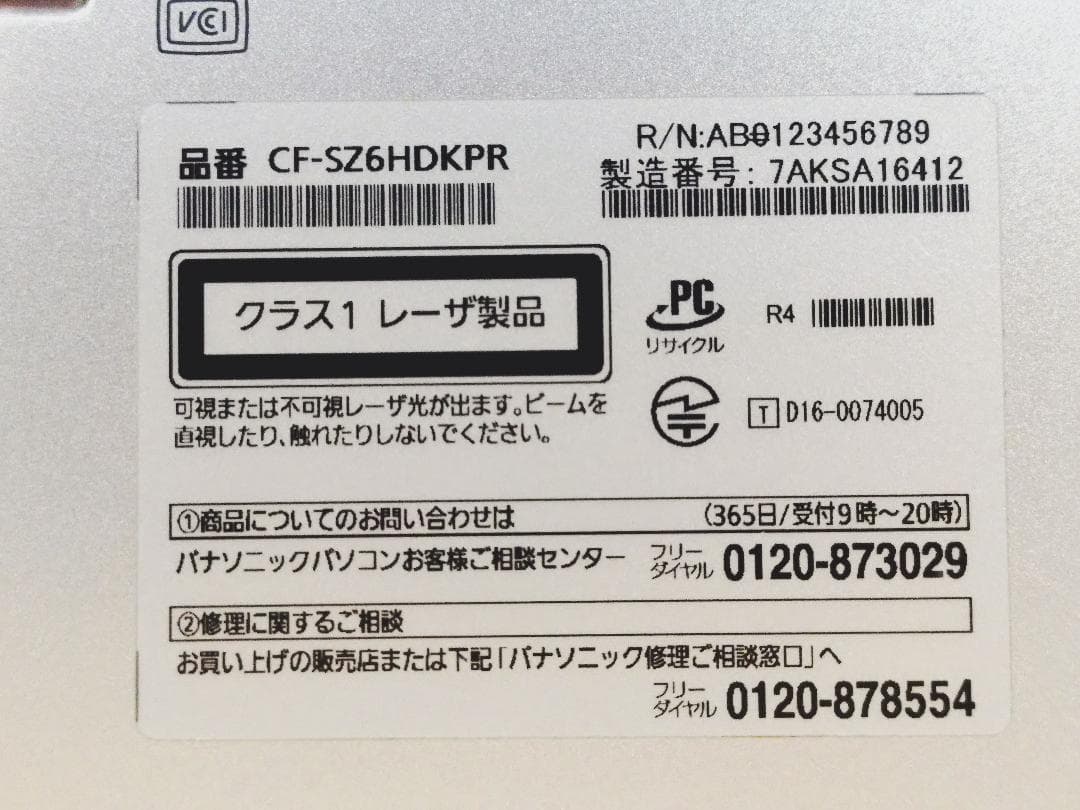 VCCI
品番 CF-SZ6HDKPR
R/N:AB0123456789
製造番号: 7AKSA16412
クラス1 レーザ製品
可視または不可視レーザ光が出ます。ビームを
直視したり、触れたりしないでください。
PC
リサイクル
R4
T D16-0074005
①商品についてのお問い合わせは (365日/受付9時～20時)
パナソニックパソコンお客様ご相談センター フリーダイヤル 0120-873029
②修理に関するご相談
お買い上げの販売店または下記「パナソニック修理ご相談窓口」へ
フリーダイヤル 0120-878554